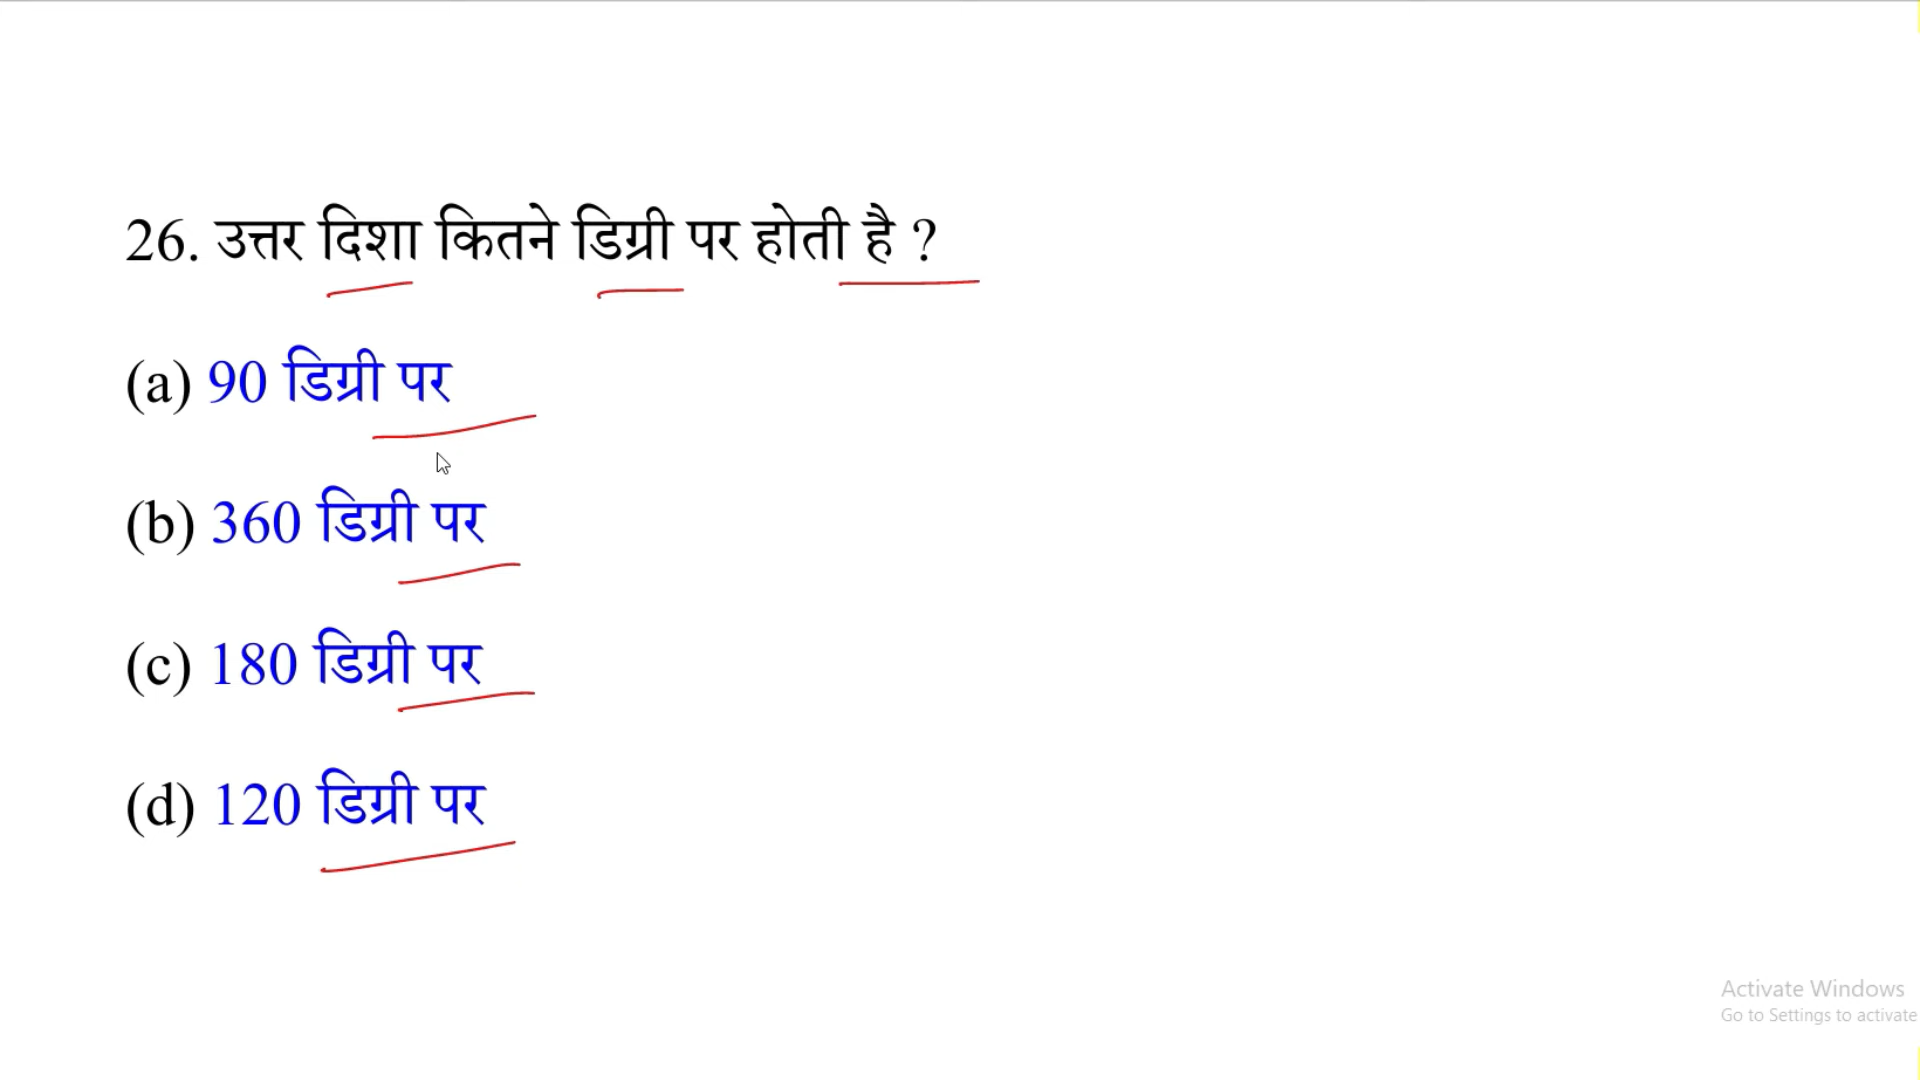 26. उत्तर दिशा कितने डिग्री पर होती है ?
(a) 90 डिग्री पर
(b) 360 डिग्री पर
(c) 180 डिग्री पर
(d) 120 डिग्री पर
Activate Windows
Go to Settings to activate